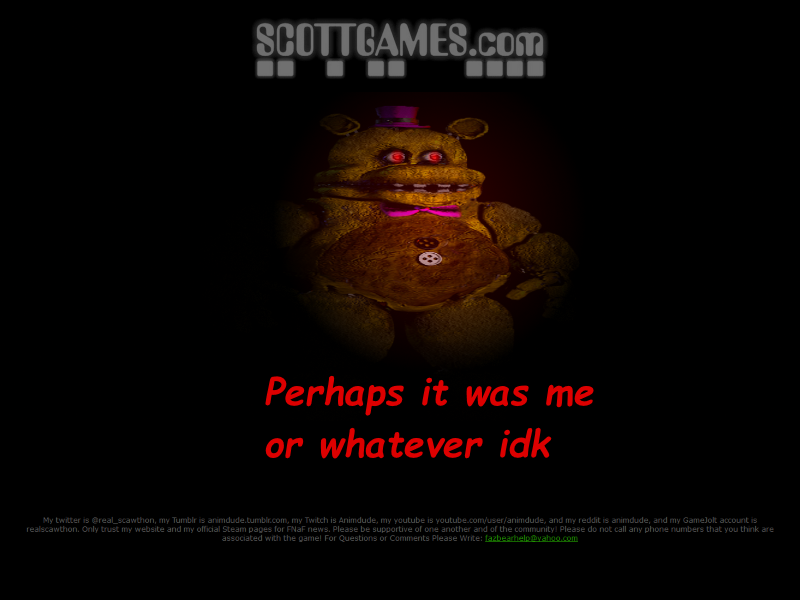 SCOTTGAMES.com
Perhaps it was me
or whatever idk
My twitter is @real_scawthon, my Tumblr is animdude.tumblr.com, my Twitch is Animdude, my youtube is youtube.com/user/animdude, and my reddit is animdude, and my GameJolt account is
realscawthon. Only trust my website and my official Steam pages for FNaF news. Please be supportive of one another and of the community! Please do not call any phone numbers that you think are
associated with the game! For Questions or Comments Please Write: fazbearhelp@yahoo.com